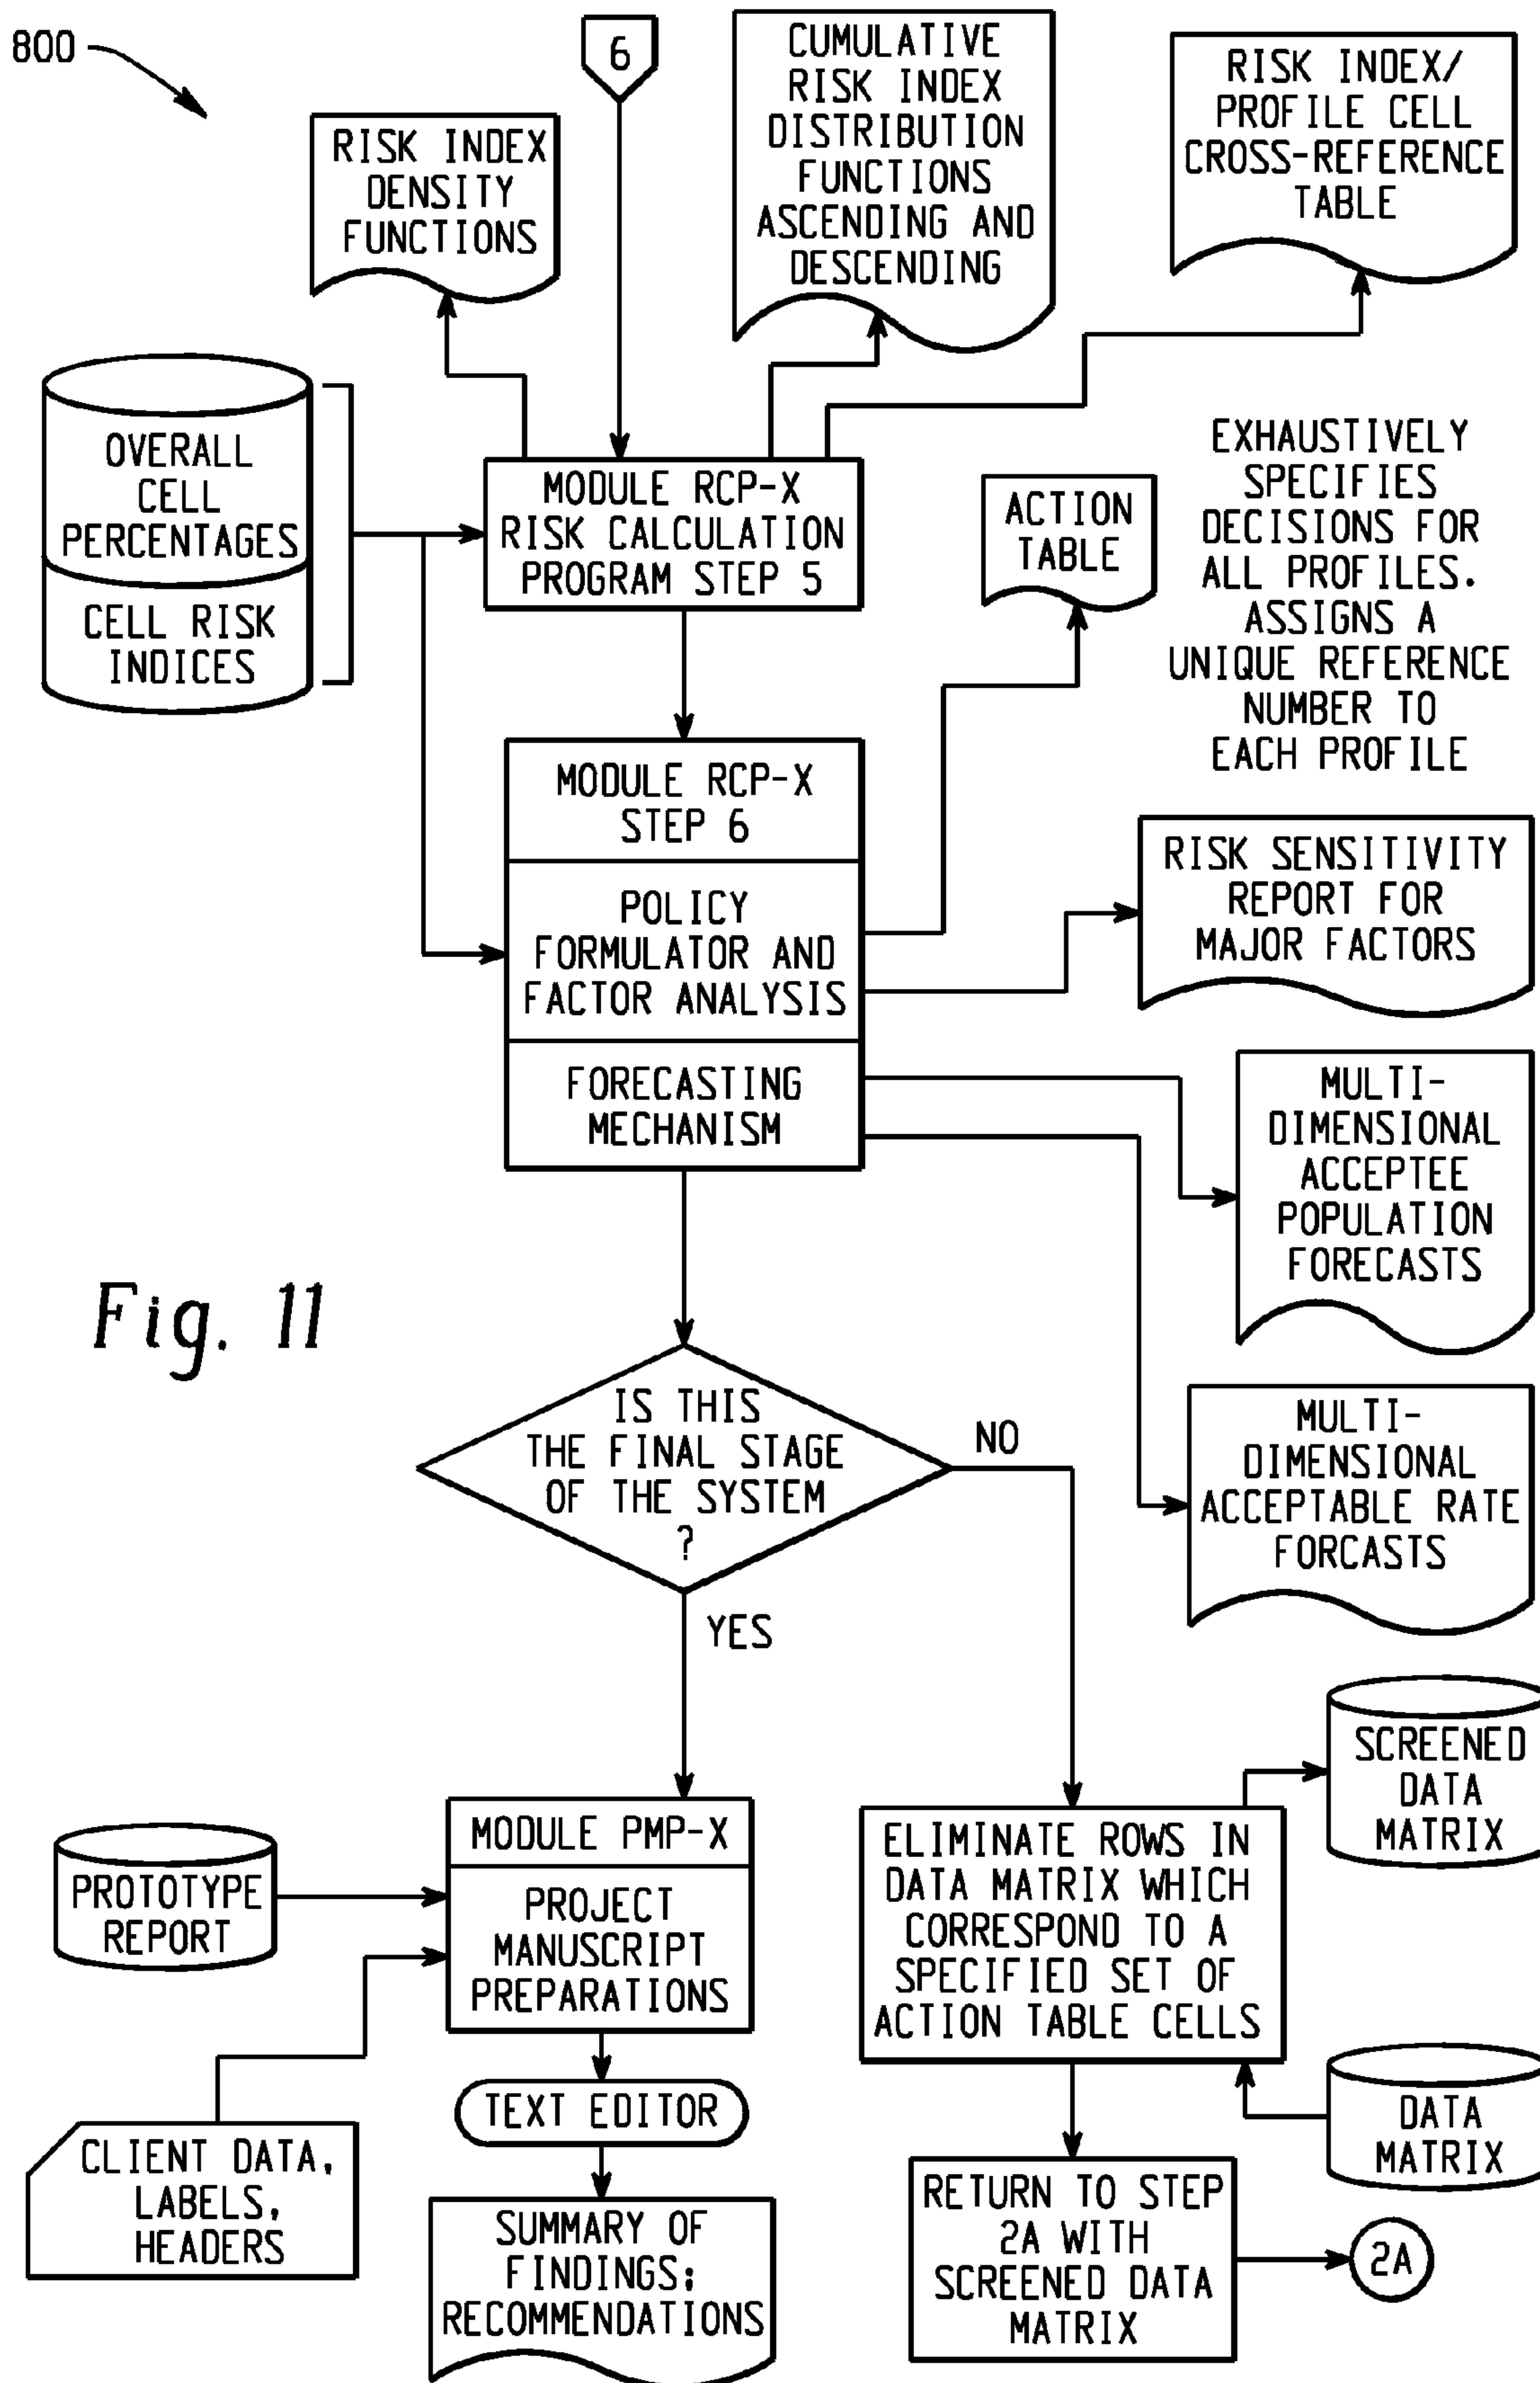 800
6
RISK INDEX
DENSITY
FUNCTIONS
CUMULATIVE
RISK INDEX
DISTRIBUTION
FUNCTIONS
ASCENDING AND
DESCENDING
RISK INDEX/
PROFILE CELL
CROSS-REFERENCE
TABLE
OVERALL
CELL
PERCENTAGES
CELL RISK
INDICES
MODULE RCP-X
RISK CALCULATION
PROGRAM STEP 5
ACTION
TABLE
EXHAUSTIVELY
SPECIFIES
DECISIONS FOR
ALL PROFILES.
ASSIGNS A
UNIQUE REFERENCE
NUMBER TO
EACH PROFILE
MODULE RCP-X
STEP 6
POLICY
FORMULATOR AND
FACTOR ANALYSIS
FORECASTING
MECHANISM
RISK SENSITIVITY
REPORT FOR
MAJOR FACTORS
MULTI-
DIMENSIONAL
ACCEPTEE
POPULATION
FORECASTS
Fig. 11
IS THIS
THE FINAL STAGE
OF THE SYSTEM
?
NO
YES
MULTI-
DIMENSIONAL
ACCEPTABLE RATE
FORCASTS
SCREENED
DATA
MATRIX
PROTOTYPE
REPORT
MODULE PMP-X
PROJECT
MANUSCRIPT
PREPARATIONS
ELIMINATE ROWS IN
DATA MATRIX WHICH
CORRESPOND TO A
SPECIFIED SET OF
ACTION TABLE CELLS
DATA
MATRIX
CLIENT DATA,
LABELS,
HEADERS
TEXT EDITOR
SUMMARY OF
FINDINGS;
RECOMMENDATIONS
RETURN TO STEP
2A WITH
SCREENED DATA
MATRIX
2A